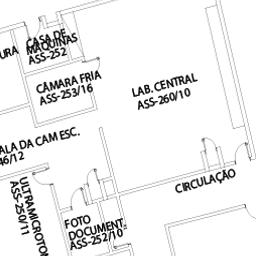 CASA DE
MÁQUINAS
ASS-252
URA
CÂMARA FRIA
ASS-253/16
LAB. CENTRAL
ASS-260/10
ALA DA CAM ESC.
46/12
CIRCULAÇÃO
ULTRAMICROTO
ASS-250/11
FOTO
DOCUMENT.
ASS-252/10